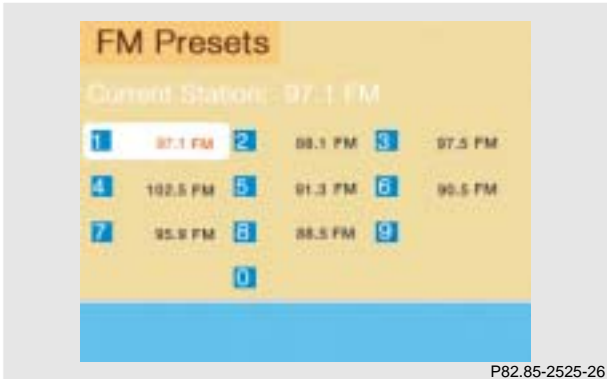 FM Presets
Current Station: 97.1 FM
1 97.1 FM 2 88.1 FM 3 97.5 FM
4 102.5 FM 5 91.3 FM 6 90.5 FM
7 95.9 FM 8 88.5 FM 9
0
P82.85-2525-26